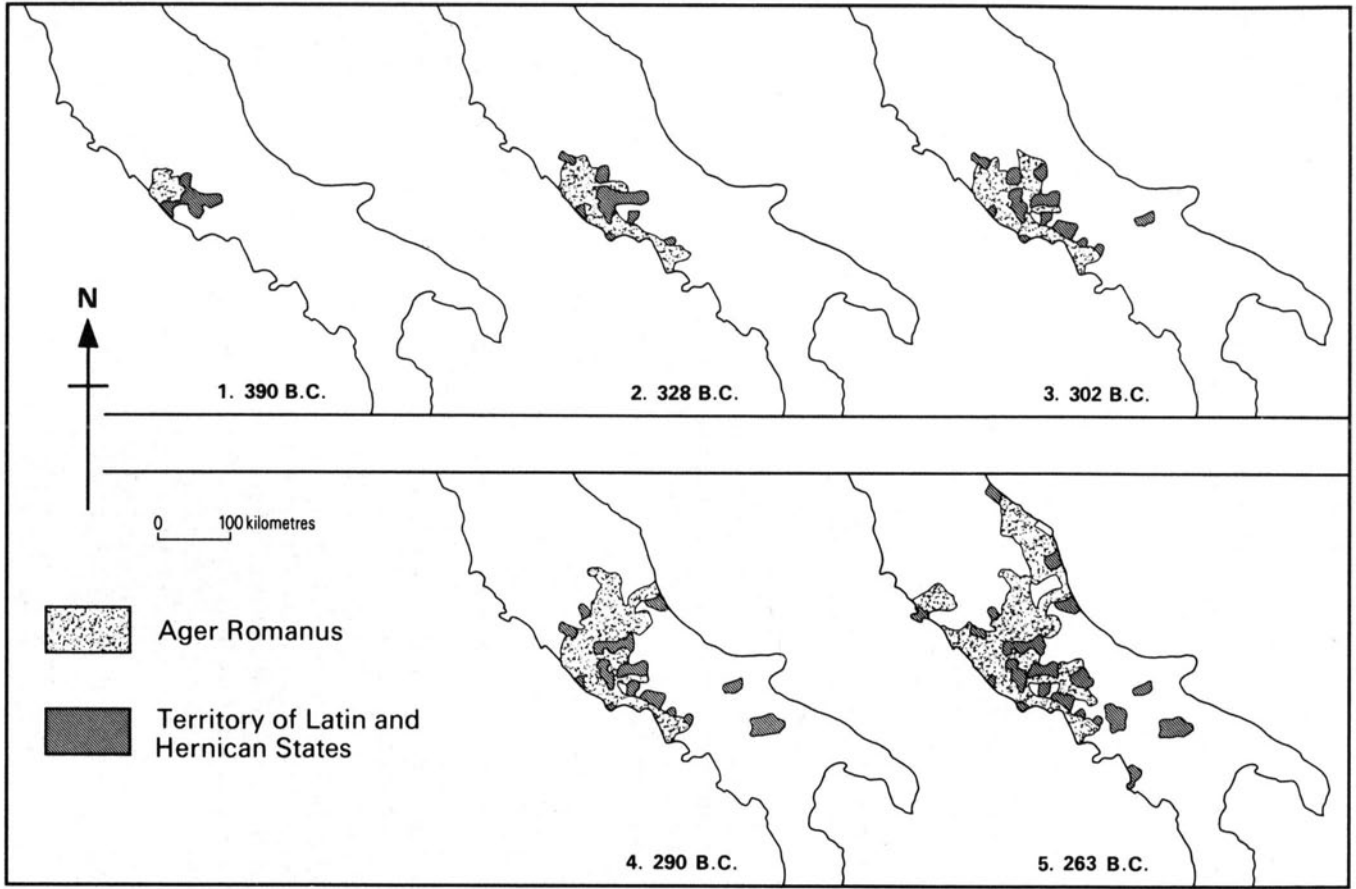 1. 390 B.C.
2. 328 B.C.
3. 302 B.C.
N
0 100 kilometres
Ager Romanus
Territory of Latin and
Hernican States
4. 290 B.C.
5. 263 B.C.